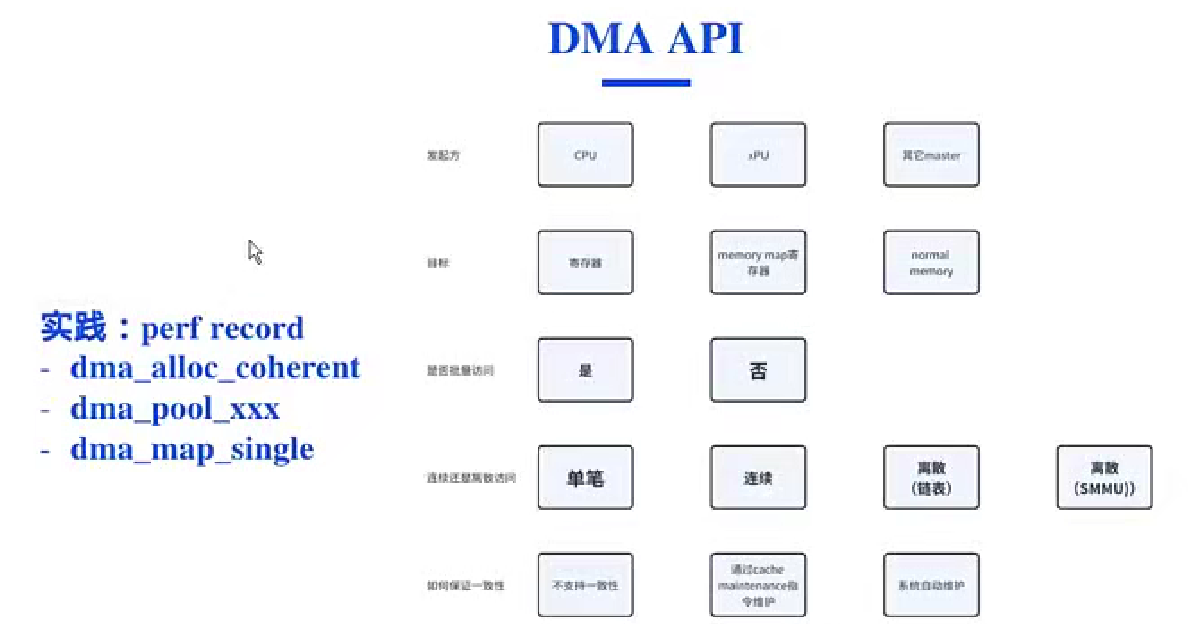 DMA API
发起方
CPU
xPU
其它master
目标
寄存器
memory map寄
存器
normal
memory
实践：perf record
- dma_alloc_coherent
- dma_pool_xxx
- dma_map_single
是否批量访问
是
否
连续还是离散访问
单笔
连续
离散
（链表）
离散
（SMMU)）
如何保证一致性
不支持一致性
通过cache
maintenance指
令维护
系统自动维护